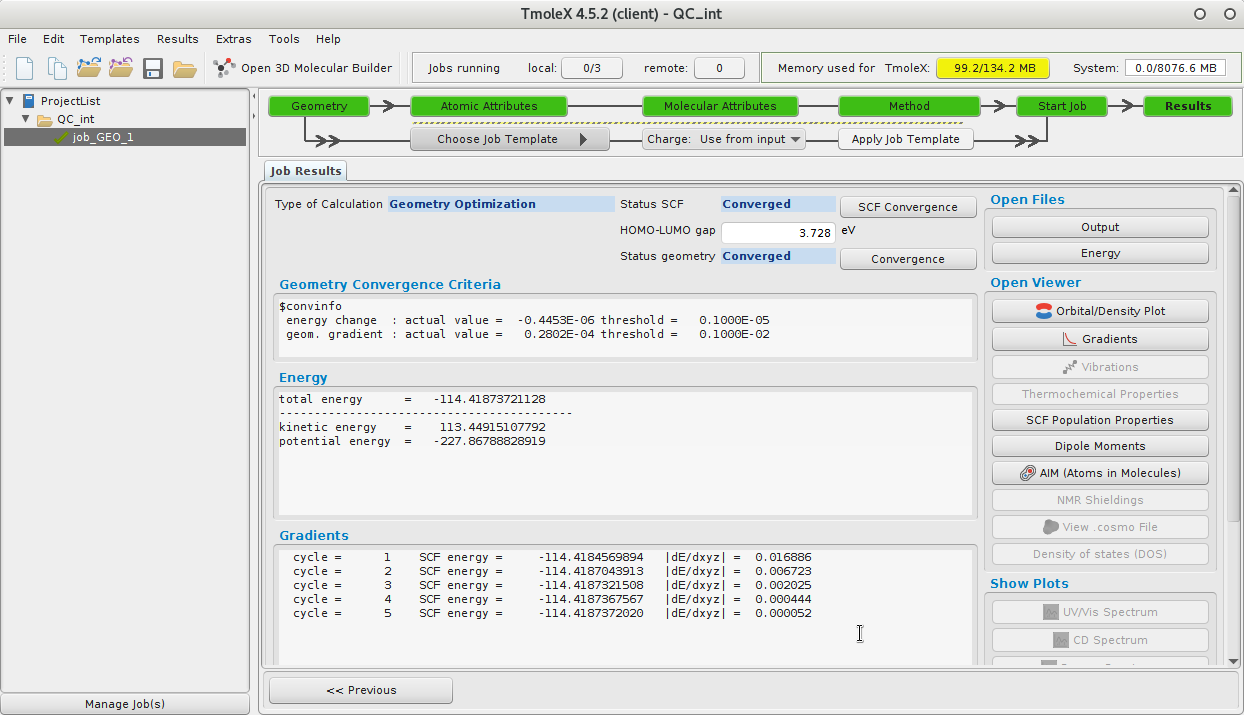 TmoleX 4.5.2 (client) - QC_int
File Edit Templates Results Extras Tools Help
Open 3D Molecular Builder Jobs running local: 0/3 remote: 0 Memory used for TmoleX: 99.2/134.2 MB System: 0.0/8076.6 MB
ProjectList
QC_int
job_GEO_1
Manage Job(s)
Geometry Atomic Attributes Molecular Attributes Method Start Job Results
Choose Job Template Charge: Use from input Apply Job Template
Job Results
Type of Calculation Geometry Optimization Status SCF Converged SCF Convergence
HOMO-LUMO gap 3.728 eV
Status geometry Converged Convergence
Geometry Convergence Criteria
$convinfo
energy change : actual value = -0.4453E-06 threshold = 0.1000E-05
geom. gradient : actual value = 0.2802E-04 threshold = 0.1000E-02
Energy
total energy = -114.41873721128
------------------------------------------
kinetic energy = 113.44915107792
potential energy = -227.86788828919
Gradients
cycle = 1 SCF energy = -114.4184569894 |dE/dxyz| = 0.016886
cycle = 2 SCF energy = -114.4187043913 |dE/dxyz| = 0.006723
cycle = 3 SCF energy = -114.4187321508 |dE/dxyz| = 0.002025
cycle = 4 SCF energy = -114.4187367567 |dE/dxyz| = 0.000444
cycle = 5 SCF energy = -114.4187372020 |dE/dxyz| = 0.000052
<< Previous
Open Files
Output
Energy
Open Viewer
Orbital/Density Plot
Gradients
Vibrations
Thermochemical Properties
SCF Population Properties
Dipole Moments
AIM (Atoms in Molecules)
NMR Shieldings
View .cosmo File
Density of states (DOS)
Show Plots
UV/Vis Spectrum
CD Spectrum